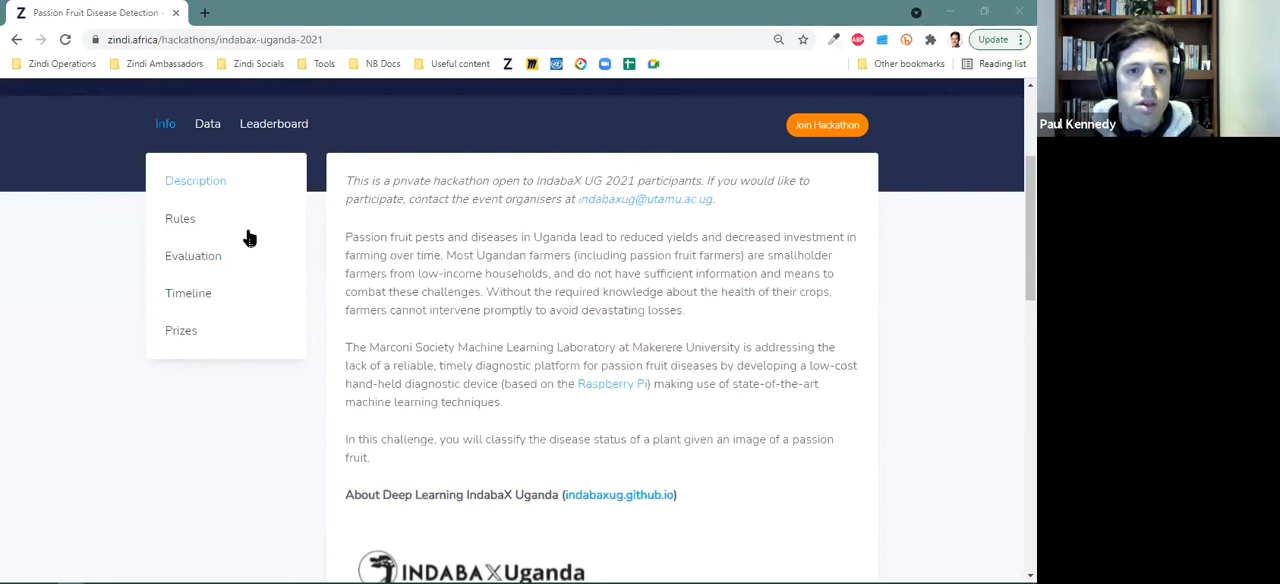 Passion Fruit Disease Detection -
zindi.africa/hackathons/indabax-uganda-2021
ABP
Update
Zindi Operations
Zindi Ambassadors
Zindi Socials
Tools
NB Docs
Useful content
Other bookmarks
Reading list
Info
Data
Leaderboard
Join Hackathon
Description
Rules
Evaluation
Timeline
Prizes
This is a private hackathon open to IndabaX UG 2021 participants. If you would like to
participate, contact the event organisers at indabaxug@utamu.ac.ug.
Passion fruit pests and diseases in Uganda lead to reduced yields and decreased investment in
farming over time. Most Ugandan farmers (including passion fruit farmers) are smallholder
farmers from low-income households, and do not have sufficient information and means to
combat these challenges. Without the required knowledge about the health of their crops,
farmers cannot intervene promptly to avoid devastating losses.
The Marconi Society Machine Learning Laboratory at Makerere University is addressing the
lack of a reliable, timely diagnostic platform for passion fruit diseases by developing a low-cost
hand-held diagnostic device (based on the Raspberry Pi) making use of state-of-the-art
machine learning techniques.
In this challenge, you will classify the disease status of a plant given an image of a passion
fruit.
About Deep Learning IndabaX Uganda (indabaxug.github.io)
INDABAXUganda
Paul Kennedy